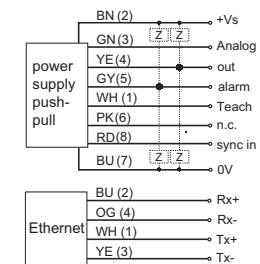 BN (2)
+Vs
Z Z
GN(3)
Analog
YE(4)
out
power
supply
push-
pull
GY(5)
alarm
WH (1)
Teach
PK(6)
n.c.
RD(8)
sync in
Z Z
BU(7)
0V
Ethernet
BU (2)
Rx+
OG (4)
Rx-
WH (1)
Tx+
YE (3)
Tx-